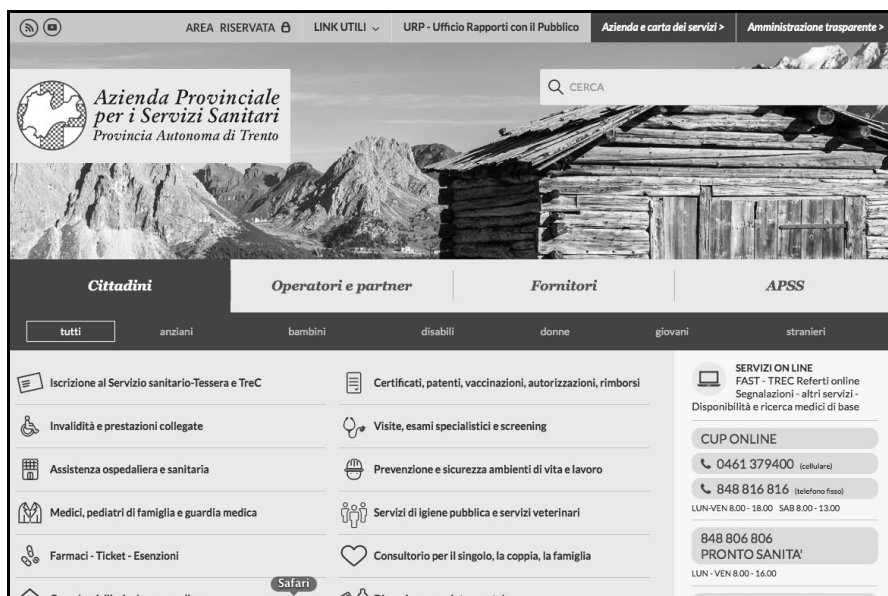 AREA RISERVATA
LINK UTILI
URP - Ufficio Rapporti con il Pubblico
Azienda e carta dei servizi >
Amministrazione trasparente >
Azienda Provinciale
per i Servizi Sanitari
Provincia Autonoma di Trento
CERCA
Cittadini
Operatori e partner
Fornitori
APSS
tutti
anziani
bambini
disabili
donne
giovani
stranieri
Iscrizione al Servizio sanitario-Tessera e TreC
Invalidità e prestazioni collegate
Assistenza ospedaliera e sanitaria
Medici, pediatri di famiglia e guardia medica
Farmaci - Ticket - Esenzioni
Certificati, patenti, vaccinazioni, autorizzazioni, rimborsi
Visite, esami specialistici e screening
Prevenzione e sicurezza ambienti di vita e lavoro
Servizi di igiene pubblica e servizi veterinari
Consultorio per il singolo, la coppia, la famiglia
Safari
SERVIZI ON LINE
FAST - TREC Referti online
Segnalazioni - altri servizi -
Disponibilità e ricerca medici di base
CUP ONLINE
0461 379400 (cellulare)
848 816 816 (telefono fisso)
LUN-VEN 8.00 - 18.00 SAB 8.00 - 13.00
848 806 806
PRONTO SANITA'
LUN - VEN 8.00 - 16.00